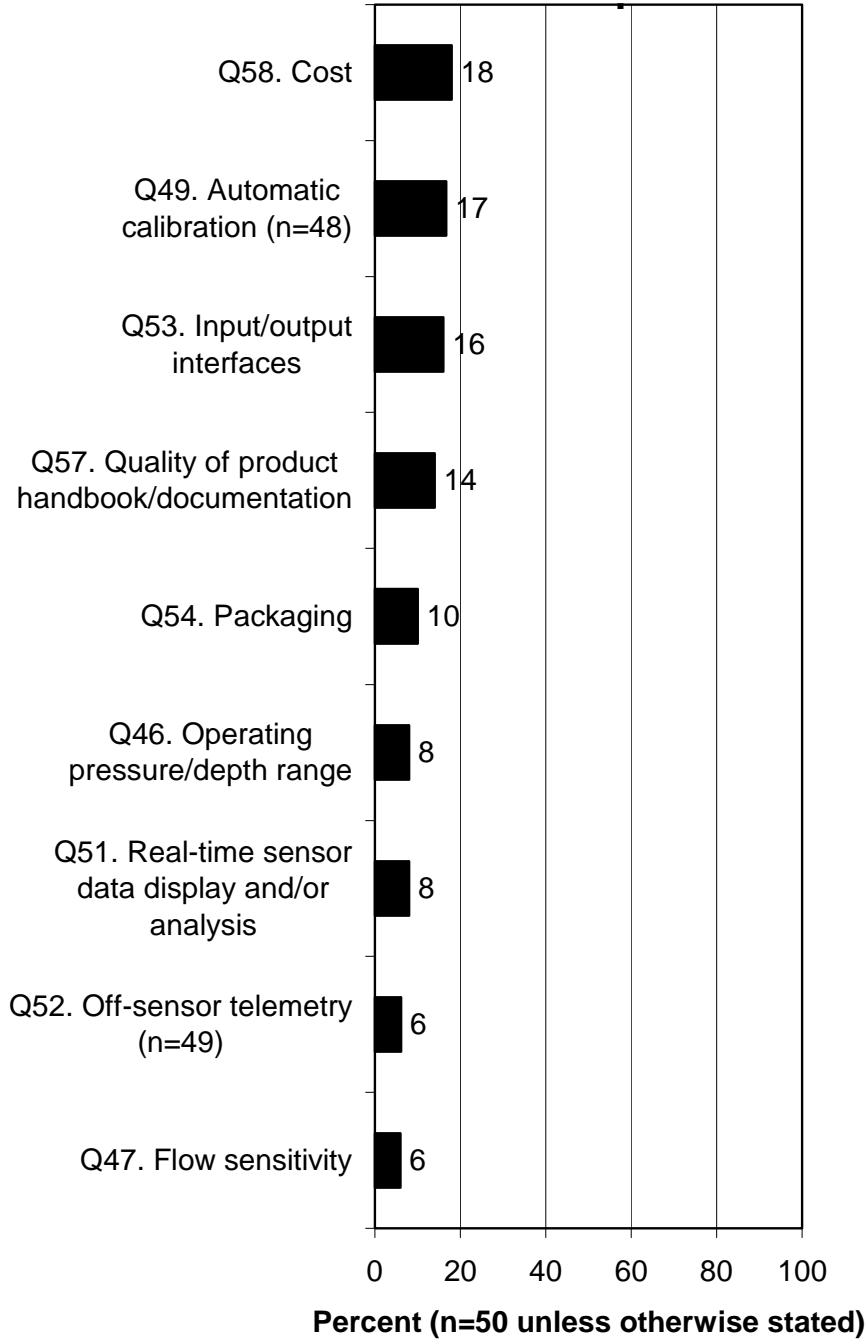 Q58. Cost
18
Q49. Automatic
calibration (n=48)
17
Q53. Input/output
interfaces
16
Q57. Quality of product
handbook/documentation
14
Q54. Packaging
10
Q46. Operating
pressure/depth range
8
Q51. Real-time sensor
data display and/or
analysis
8
Q52. Off-sensor telemetry
(n=49)
6
Q47. Flow sensitivity
6
0 20 40 60 80 100
Percent (n=50 unless otherwise stated)